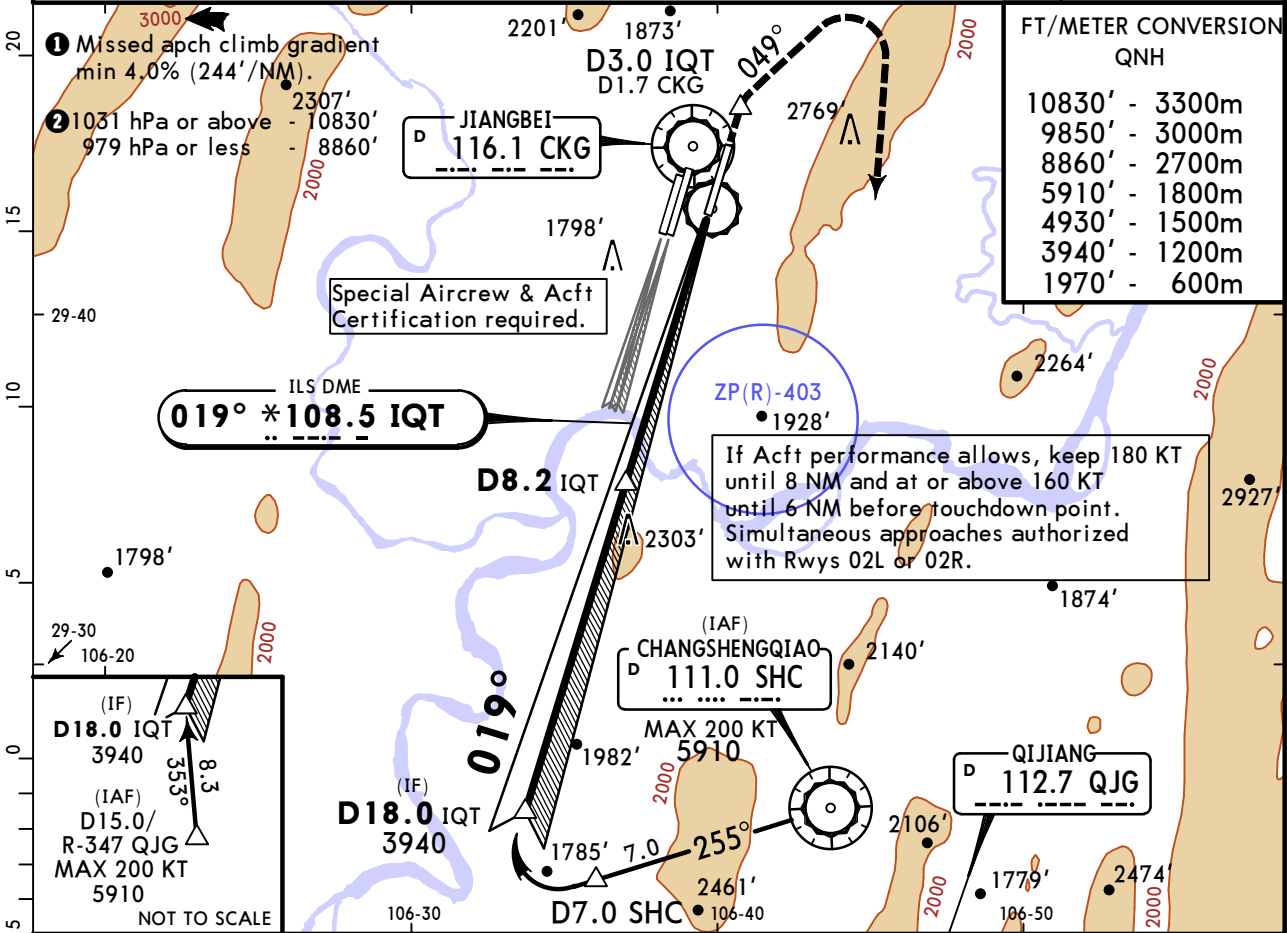 3000
❶ Missed apch climb gradient
min 4.0% (244'/NM).
2307'
❷ 1031 hPa or above - 10830'
979 hPa or less - 8860'
2000
2201'
1873'
D3.0 IQT
D1.7 CKG
049°
2000
2769'
JIANGBEI
D 116.1 CKG
FT/METER CONVERSION
QNH
10830' - 3300m
9850' - 3000m
8860' - 2700m
5910' - 1800m
4930' - 1500m
3940' - 1200m
1970' - 600m
20
15
10
5
0
5
1798'
29-40
Special Aircrew & Acft
Certification required.
ILS DME
019° *108.5 IQT
ZP(R)-403
1928'
2264'
2000
D8.2 IQT
2303'
If Acft performance allows, keep 180 KT
until 8 NM and at or above 160 KT
until 6 NM before touchdown point.
Simultaneous approaches authorized
with Rwys 02L or 02R.
2927'
1798'
1874'
29-30
106-20
2000
(IAF)
CHANGSHENGQIAO
D 111.0 SHC
MAX 200 KT
5910
2140'
019°
1982'
2000
(IF)
D18.0 IQT
3940
8.3
353°
(IAF)
D15.0/
R-347 QJG
MAX 200 KT
5910
NOT TO SCALE
(IF)
D18.0 IQT
3940
1785'
7.0
255°
D7.0 SHC
2461'
106-30
106-40
QIJIANG
D 112.7 QJG
2106'
2000
1779'
106-50
2474'
2000